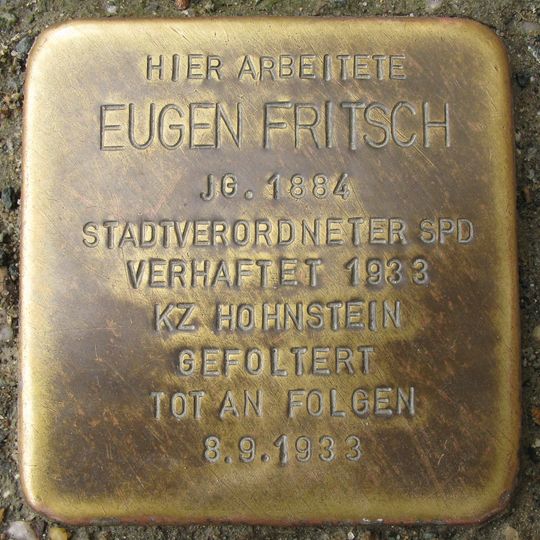 HIER ARBEITETE
EUGEN FRITSCH
JG. 1884
STADTVERORDNETER SPD
VERHAFTET 1933
KZ HOHNSTEIN
GEFOLTERT
TOT AN FOLGEN
8.9.1933